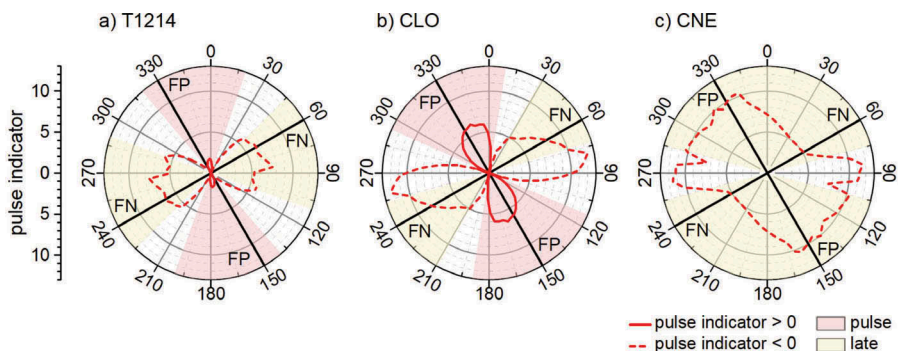 a) T1214
b) CLO
c) CNE
pulse indicator
10
5
0
5
10
0
30
60
90
120
150
180
210
240
270
300
330
FP
FN
FN
FP
0
30
60
90
120
150
180
210
240
270
300
330
FP
FN
FN
FP
0
30
60
90
120
150
180
210
240
270
300
330
FP
FN
FN
FP
pulse indicator > 0
pulse
pulse indicator < 0
late